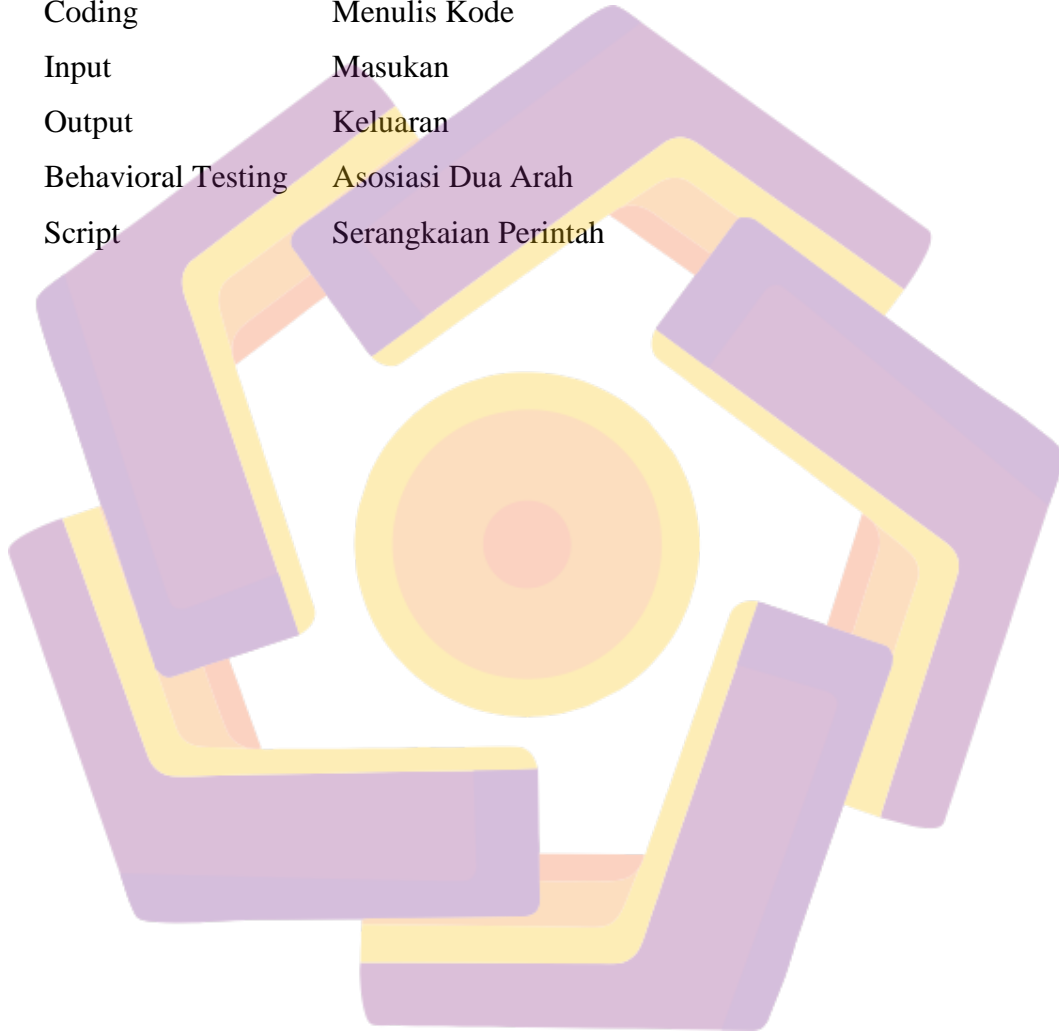 Coding Menulis Kode
Input Masukan
Output Keluaran
Behavioral Testing Asosiasi Dua Arah
Script Serangkaian Perintah